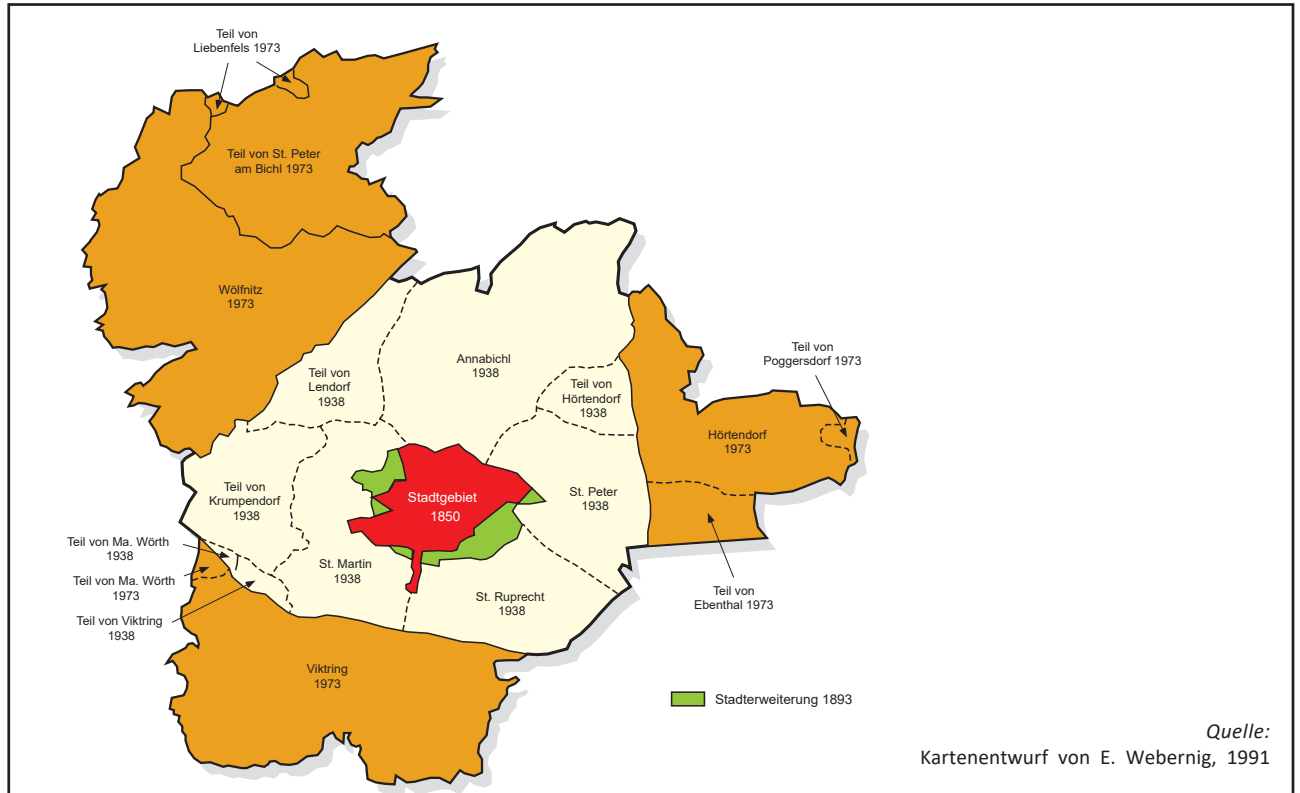 Teil von
Liebenfels 1973
Teil von St. Peter
am Bichl 1973
Wölfnitz
1973
Annabichl
1938
Teil von
Lendorf
1938
Teil von
Hörtendorf
1938
Teil von
Poggersdorf 1973
Hörtendorf
1973
Teil von
Krumpendorf
1938
Stadtgebiet
1850
St. Peter
1938
Teil von Ma. Wörth
1938
Teil von Ma. Wörth
1973
Teil von Viktring
1938
St. Martin
1938
St. Ruprecht
1938
Teil von
Ebenthal 1973
Viktring
1973
Stadterweiterung 1893
Quelle:
Kartenentwurf von E. Webernig, 1991